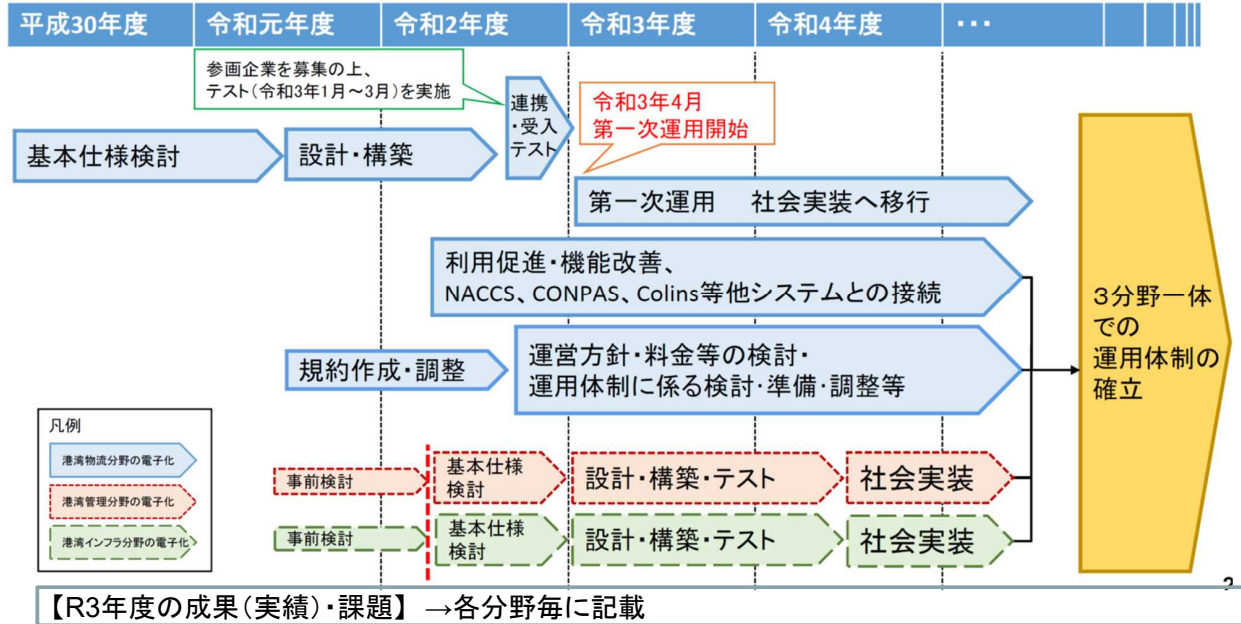 平成30年度
令和元年度
令和2年度
令和3年度
令和4年度
・・・
参画企業を募集の上、
テスト(令和3年1月～3月)を実施
連携
・受入
テスト
令和3年4月
第一次運用開始
基本仕様検討
設計・構築
第一次運用　社会実装へ移行
利用促進・機能改善、
NACCS、CONPAS、Colins等他システムとの接続
規約作成・調整
運営方針・料金等の検討・
運用体制に係る検討・準備・調整等
3分野一体
での
運用体制の
確立
凡例
港湾物流分野の電子化
港湾管理分野の電子化
港湾インフラ分野の電子化
事前検討
基本仕様
検討
設計・構築・テスト
社会実装
事前検討
基本仕様
検討
設計・構築・テスト
社会実装
【R3年度の成果(実績)・課題】 →各分野毎に記載